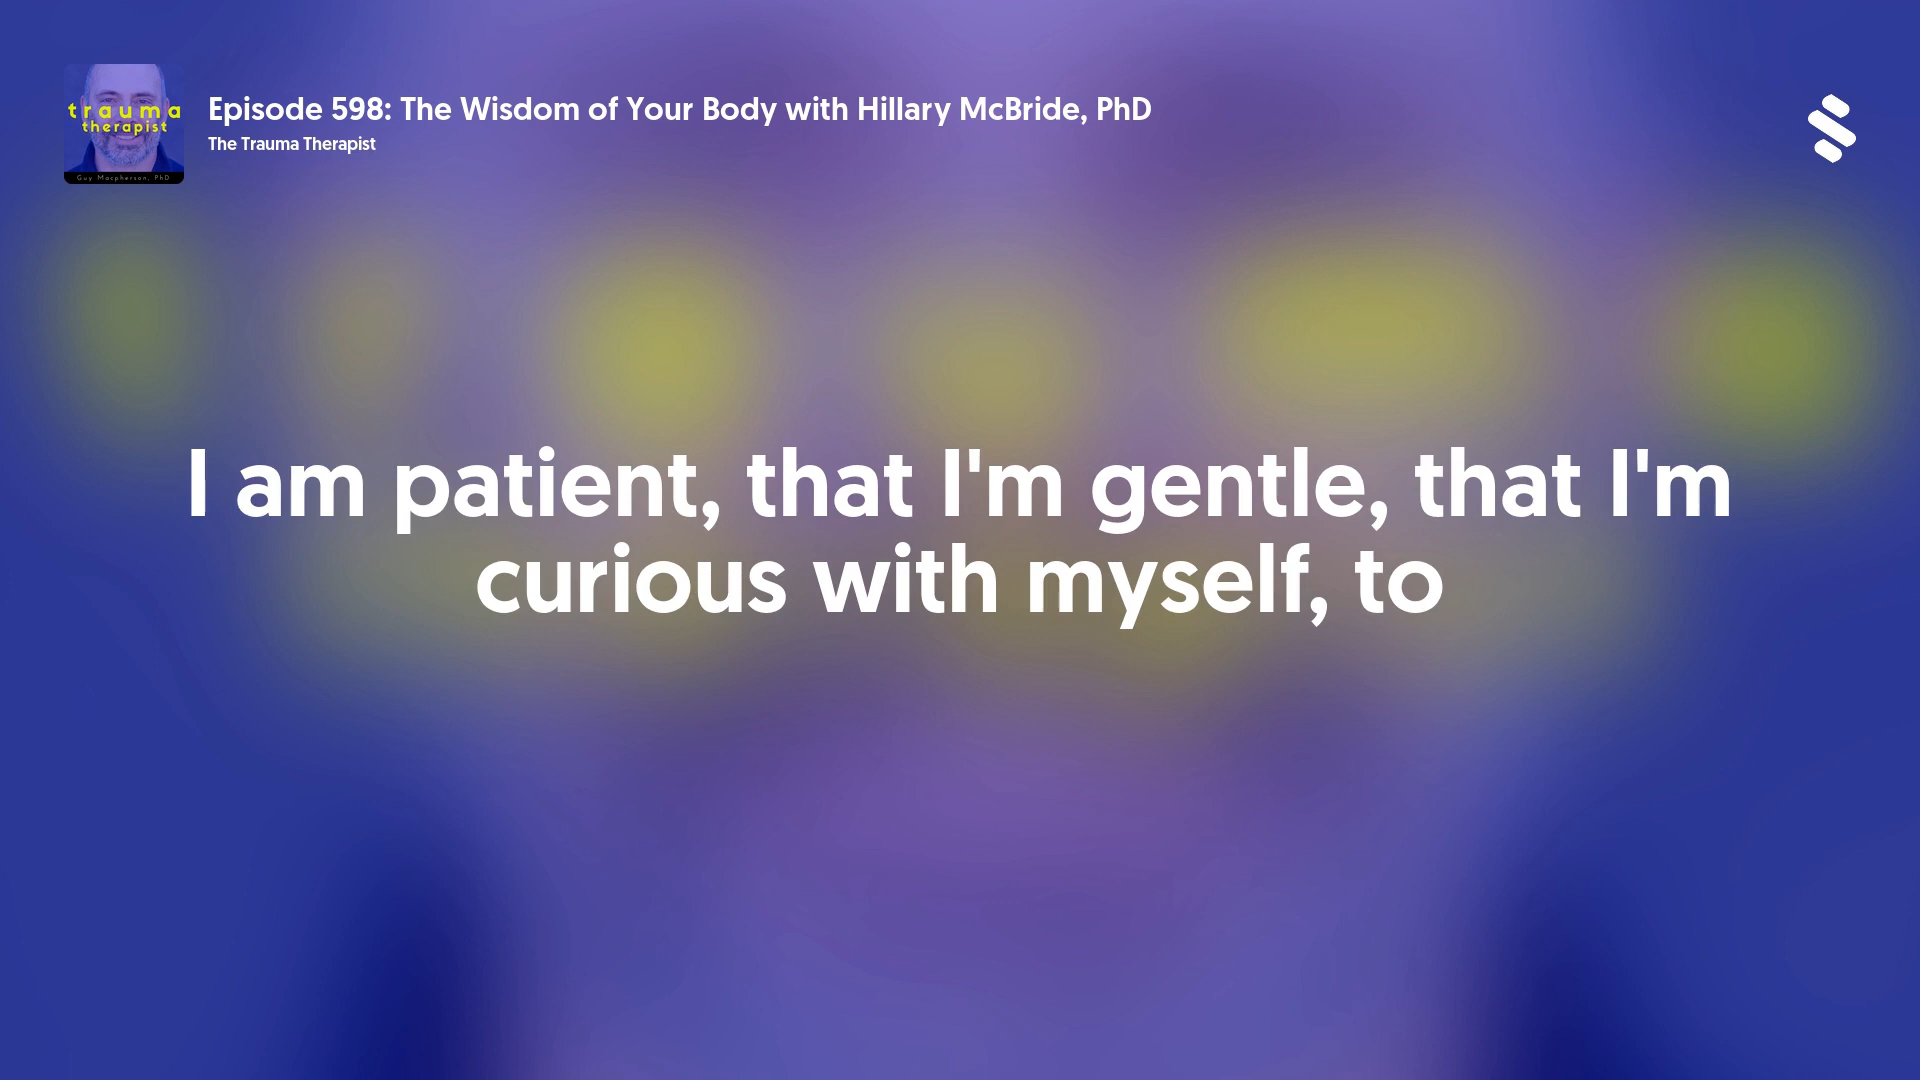 trauma
therapist
Guy Macpherson, PhD
Episode 598: The Wisdom of Your Body with Hillary McBride, PhD
The Trauma Therapist
I am patient, that I'm gentle, that I'm
curious with myself, to